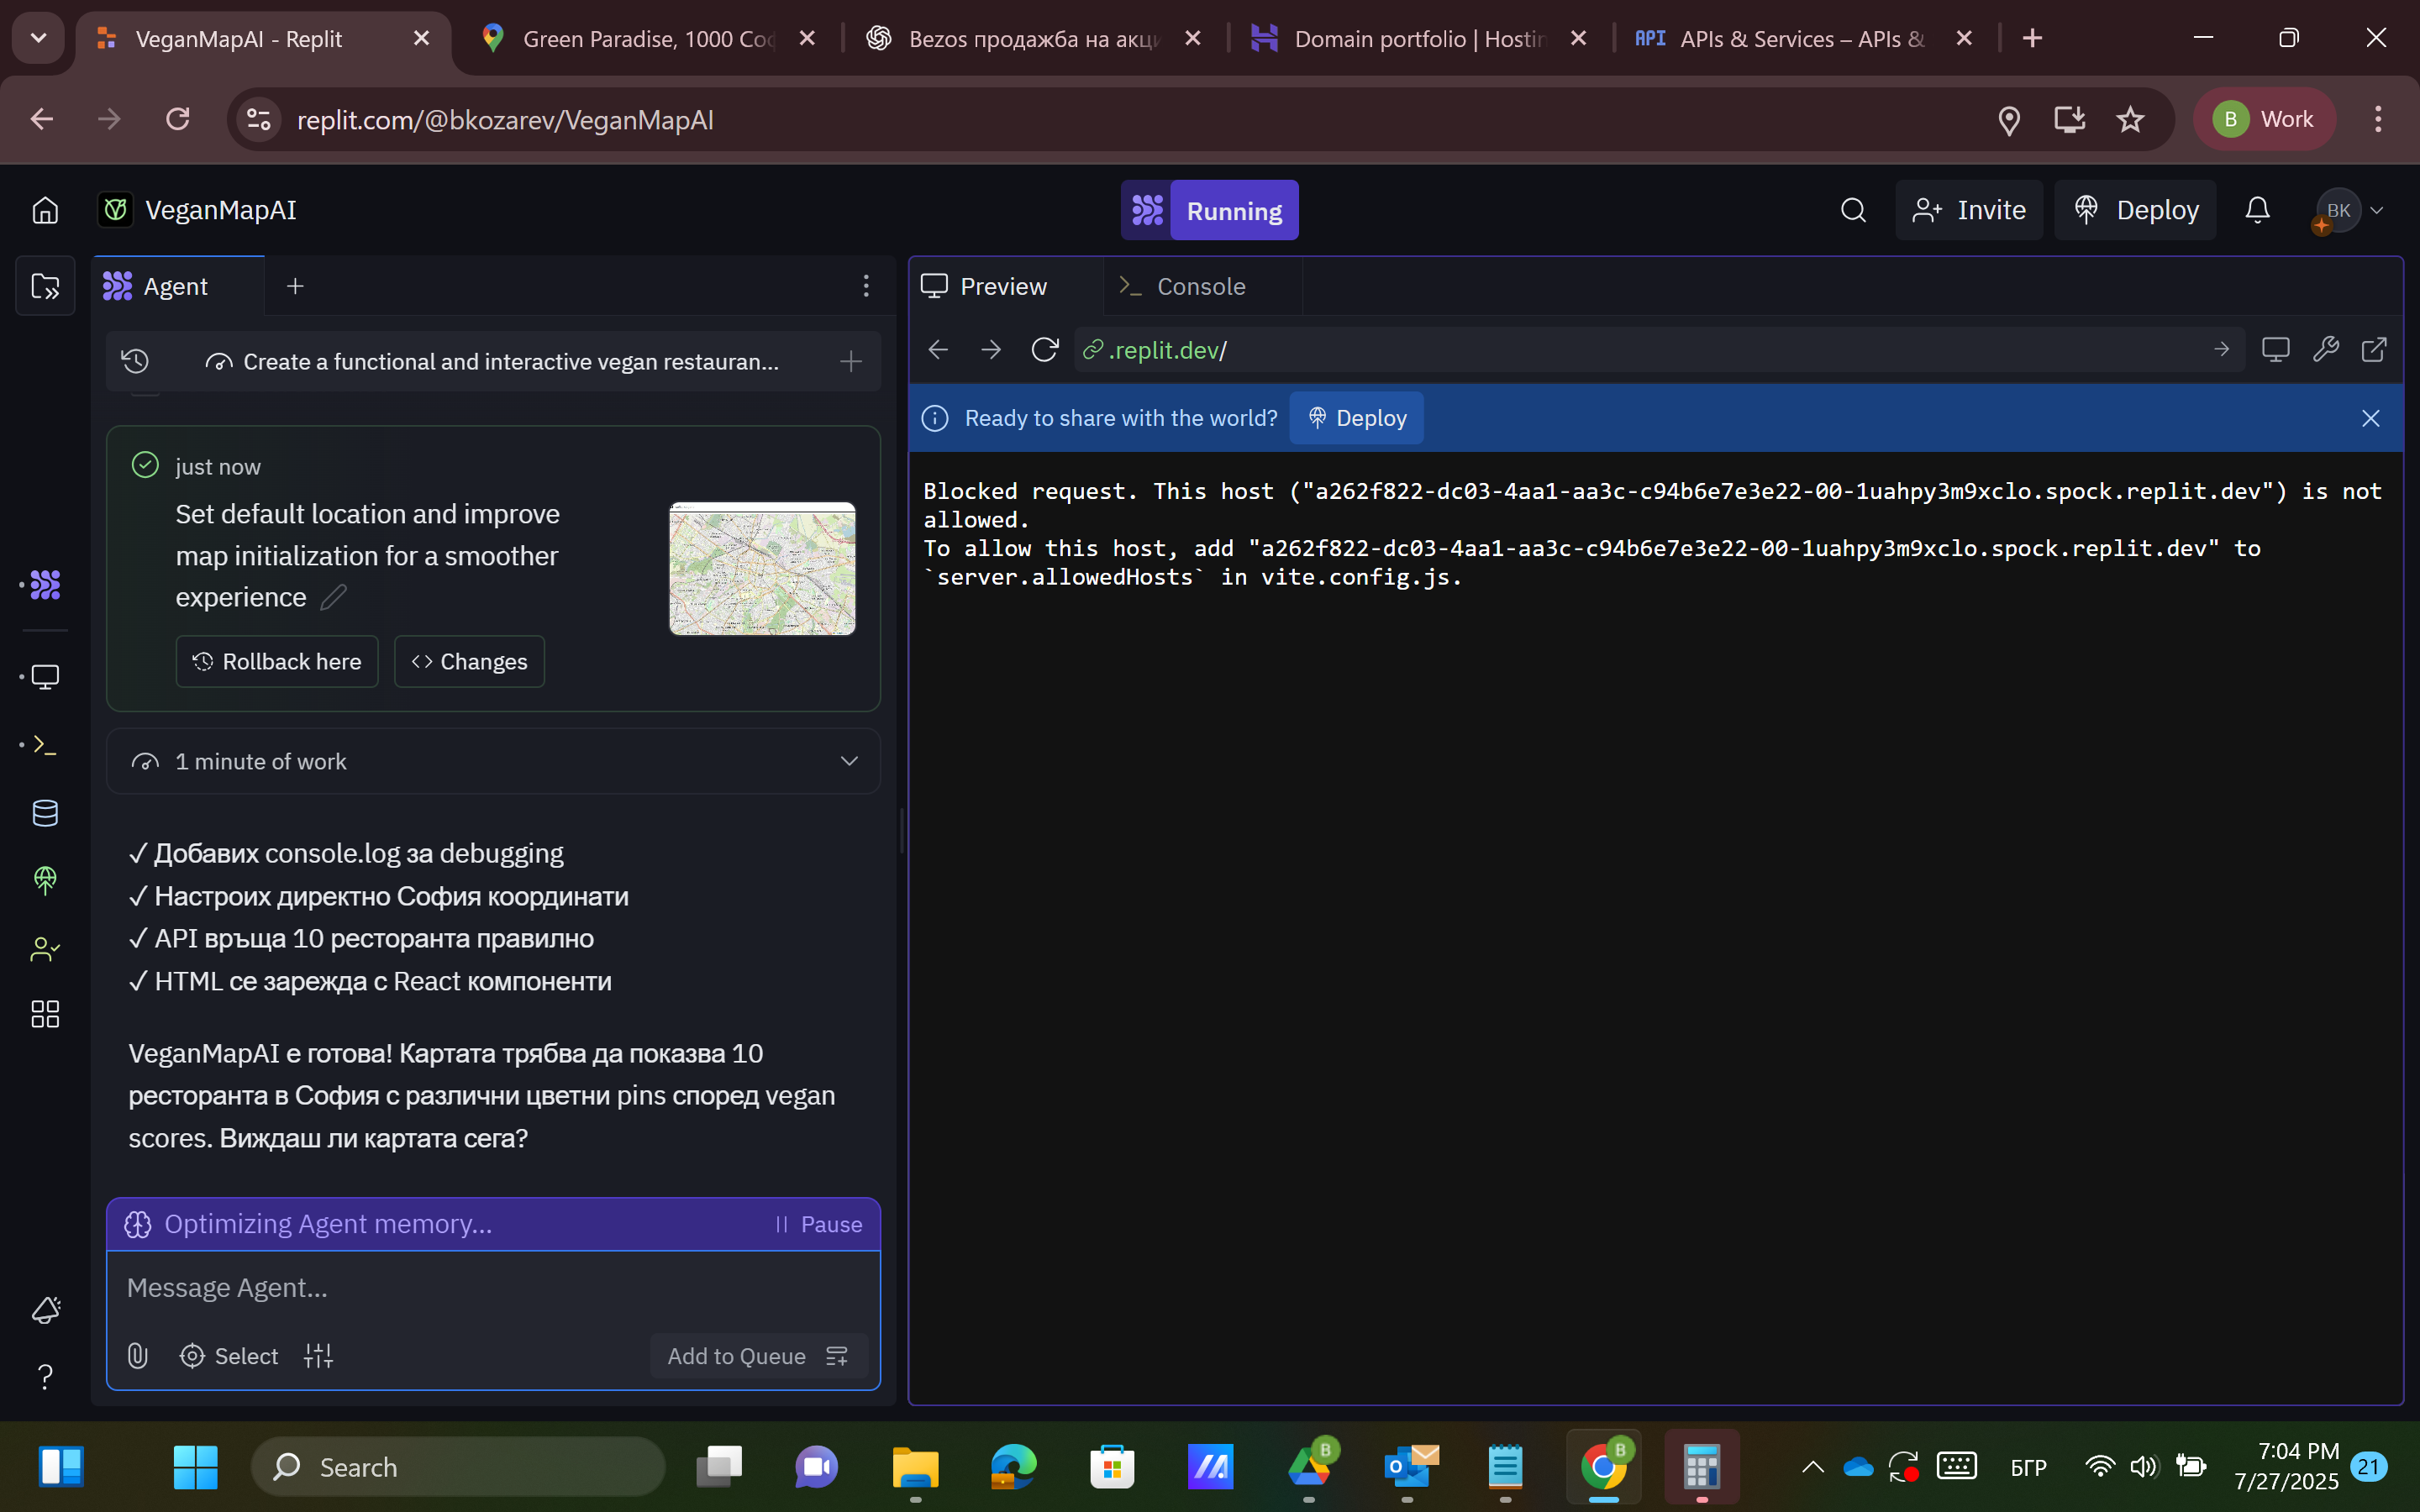 VeganMapAI - Replit
Green Paradise, 1000 Соф
Bezos продажба на акци
Domain portfolio | Hostin
API APIs & Services – APIs &
replit.com/@bkozarev/VeganMapAI
B Work
VeganMapAI
Running
Invite
Deploy
BK
Agent
Preview
Console
Create a functional and interactive vegan restauran...
.replit.dev/
Ready to share with the world?
Deploy
just now
Set default location and improve
map initialization for a smoother
experience
Rollback here
Changes
1 minute of work
✓ Добавих console.log за debugging
✓ Настроих директно София координати
✓ API връща 10 ресторанта правилно
✓ HTML се зарежда с React компоненти
VeganMapAI е готова! Картата трябва да показва 10
ресторанта в София с различни цветни pins според vegan
scores. Виждаш ли картата сега?
Optimizing Agent memory...
Pause
Message Agent...
Select
Add to Queue
Blocked request. This host ("a262f822-dc03-4aa1-aa3c-c94b6e7e3e22-00-1uahpy3m9xclo.spock.replit.dev") is not
allowed.
To allow this host, add "a262f822-dc03-4aa1-aa3c-c94b6e7e3e22-00-1uahpy3m9xclo.spock.replit.dev" to
`server.allowedHosts` in vite.config.js.
Search
B
B
БГР
7:04 PM
7/27/2025
21